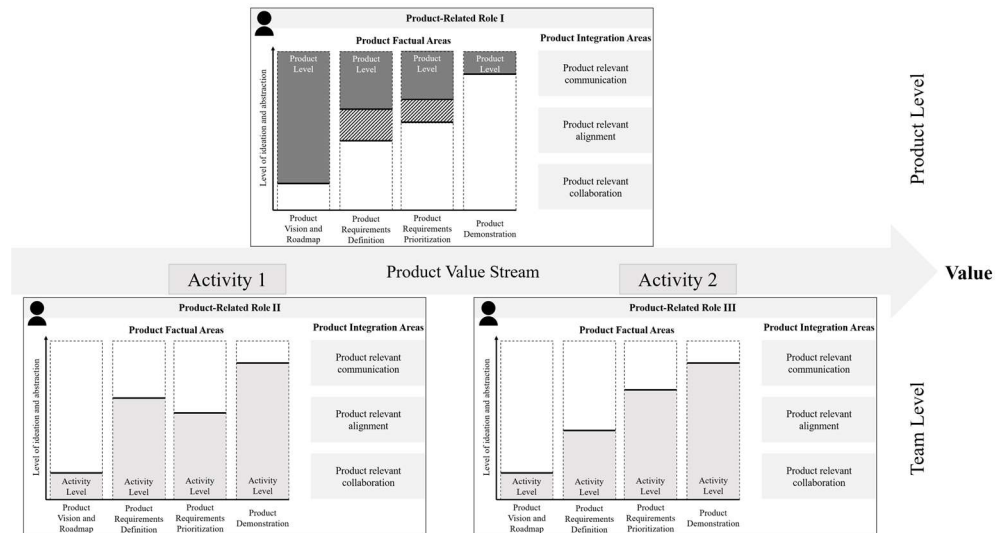 Product-Related Role I
Product Factual Areas
Product Integration Areas
Level of ideation and abstraction
Product
Level
Product
Level
Product
Level
Product
Level
Product relevant
communication
Product relevant
alignment
Product relevant
collaboration
Product
Vision and
Roadmap
Product
Requirements
Definition
Product
Requirements
Prioritization
Product
Demonstration
Product Level
Activity 1
Product Value Stream
Activity 2
Value
Product-Related Role II
Product Factual Areas
Product Integration Areas
Level of ideation and abstraction
Product relevant
communication
Product relevant
alignment
Product relevant
collaboration
Activity
Level
Activity
Level
Activity
Level
Activity
Level
Product
Vision and
Roadmap
Product
Requirements
Definition
Product
Requirements
Prioritization
Product
Demonstration
Product-Related Role III
Product Factual Areas
Product Integration Areas
Level of ideation and abstraction
Product relevant
communication
Product relevant
alignment
Product relevant
collaboration
Activity
Level
Activity
Level
Activity
Level
Activity
Level
Product
Vision and
Roadmap
Product
Requirements
Definition
Product
Requirements
Prioritization
Product
Demonstration
Team Level